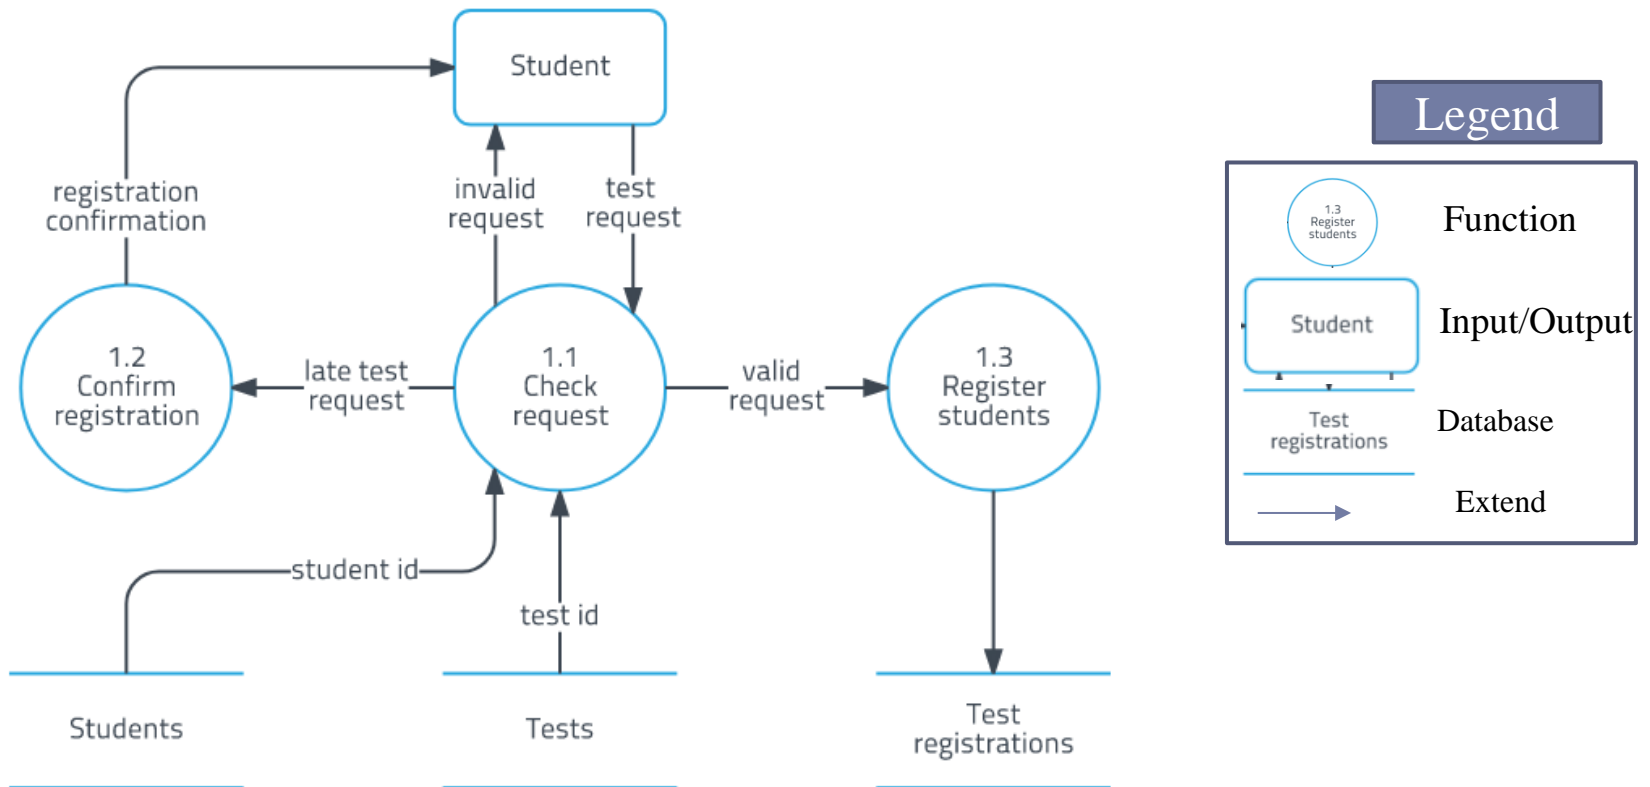 Student
registration
confirmation
invalid
request
test
request
1.2
Confirm
registration
late test
request
1.1
Check
request
valid
request
1.3
Register
students
student id
test id
Students
Tests
Test
registrations
Legend
1.3
Register
students
Function
Student
Input/Output
Test
registrations
Database
Extend